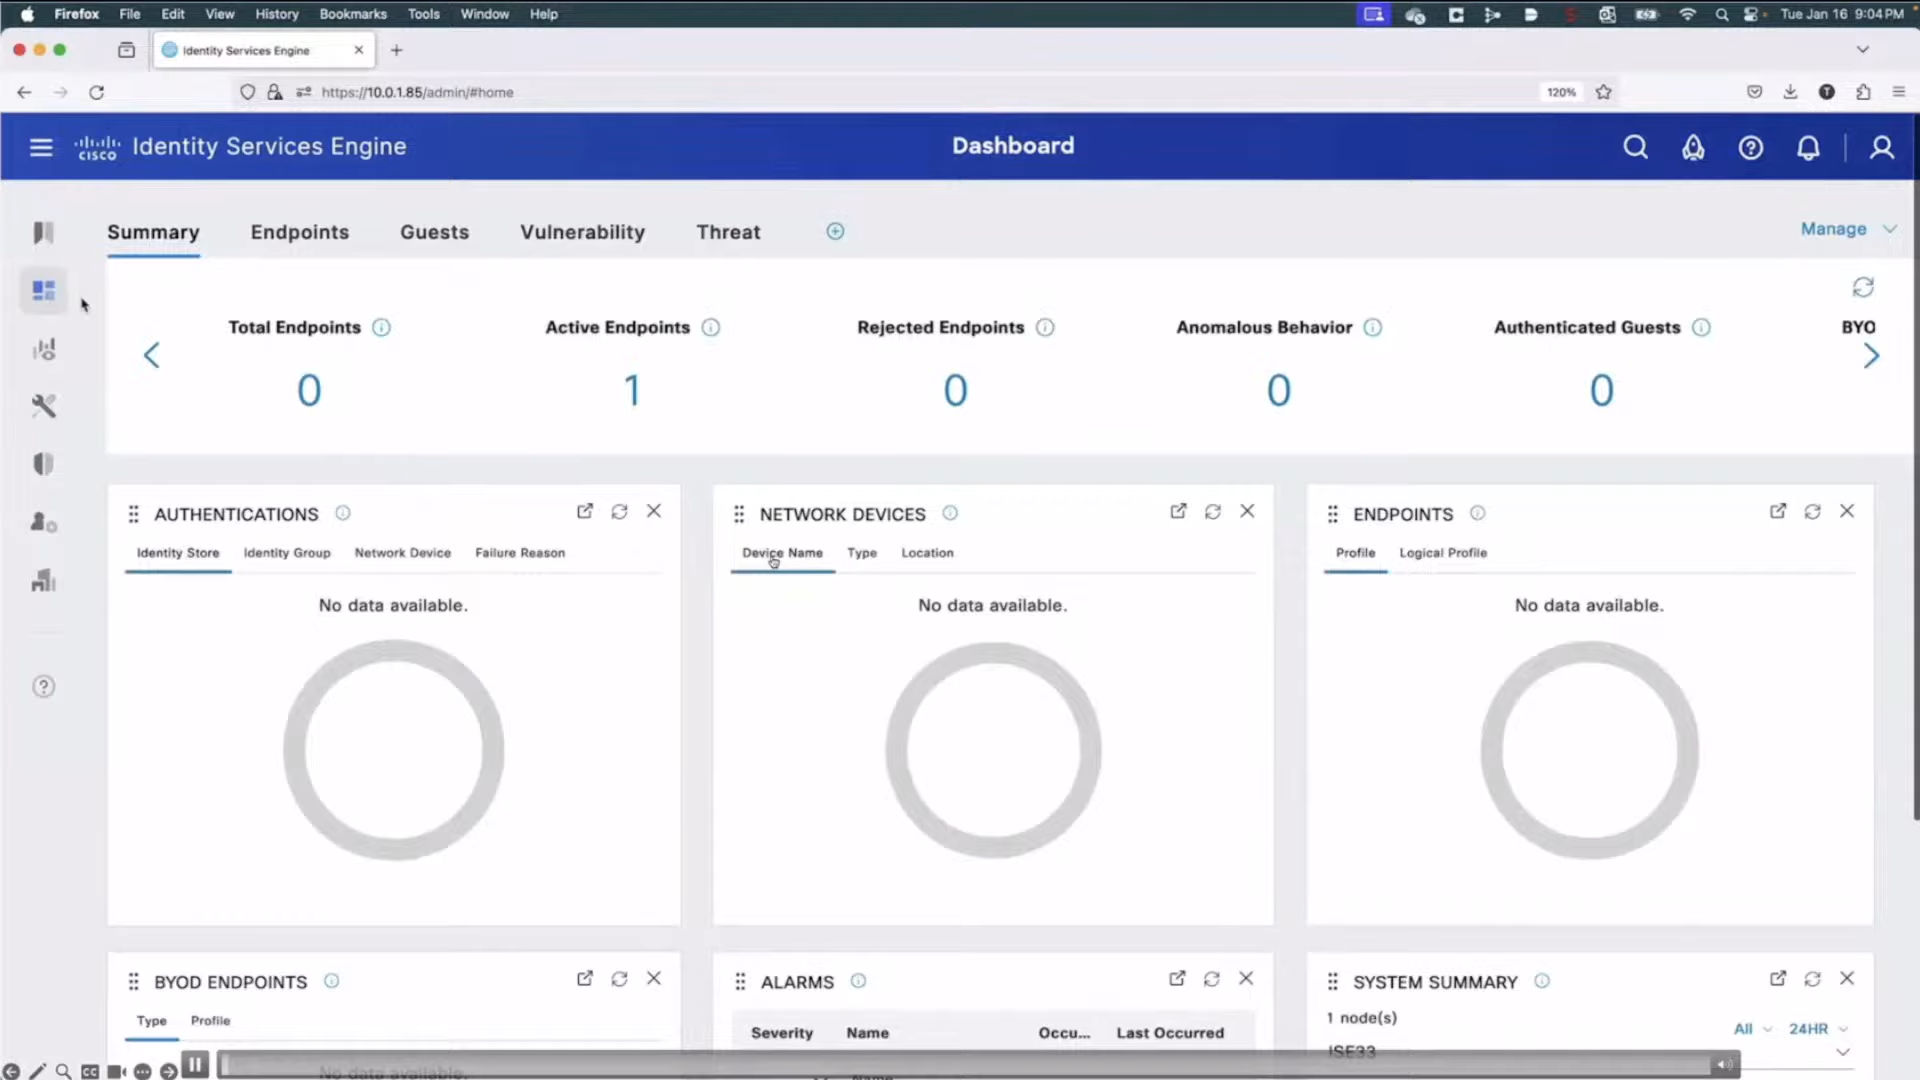 Firefox File Edit View History Bookmarks Tools Window Help Tue Jan 16 9:04 PM
Identity Services Engine
https://10.0.1.85/admin/#home 120%
CISCO Identity Services Engine Dashboard
Summary Endpoints Guests Vulnerability Threat Manage
Total Endpoints Active Endpoints Rejected Endpoints Anomalous Behavior Authenticated Guests BYO
0 1 0 0 0
AUTHENTICATIONS
Identity Store Identity Group Network Device Failure Reason
No data available.
NETWORK DEVICES
Device Name Type Location
No data available.
ENDPOINTS
Profile Logical Profile
No data available.
BYOD ENDPOINTS
Type Profile
No data available.
ALARMS
Severity Name Occu... Last Occurred
Name
SYSTEM SUMMARY
1 node(s)
All 24HR
ISE33
CC